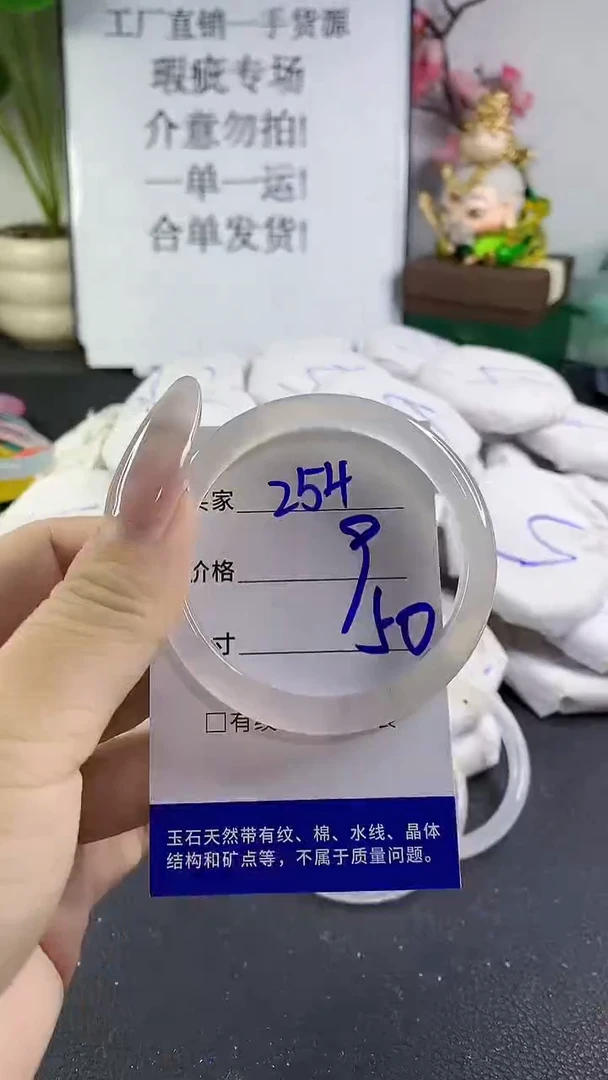 工厂直销一手货源
瑕疵专场
介意勿拍!
一单一运!
合单发货!
家 254
价格 9
寸 50
□有纹
玉石天然带有纹、棉、水线、晶体
结构和矿点等，不属于质量问题。